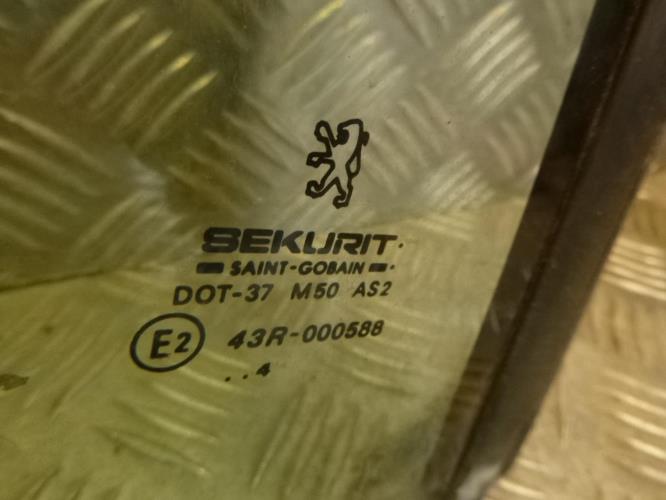 SEKURIT
SAINT-GOBAIN
DOT-37 M50 AS2
E2 43R-000588
..4